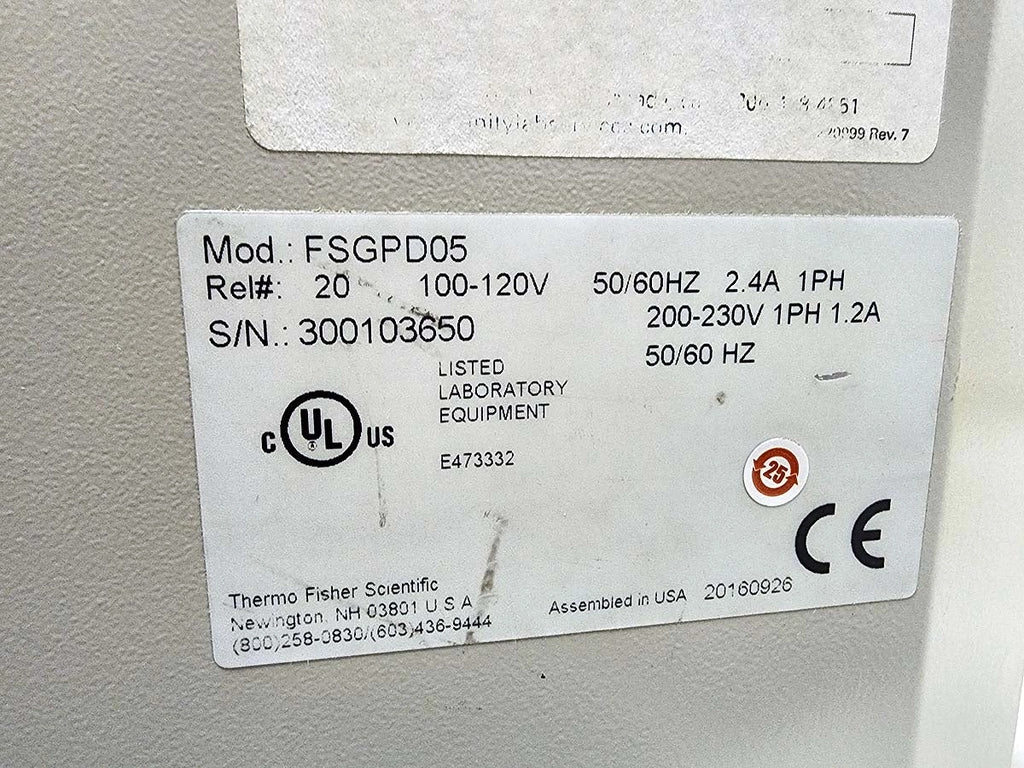 4861
.com.
Rev. 7
Mod.: FSGPD05
Rel#: 20 100-120V 50/60HZ 2.4A 1PH
200-230V 1PH 1.2A
S/N.: 300103650
50/60 HZ
LISTED
LABORATORY
EQUIPMENT
C UL ® US
E473332
25
CE
Thermo Fisher Scientific
Newington, NH 03801 U S A
(800)258-0830/(603)436-9444
Assembled in USA 20160926